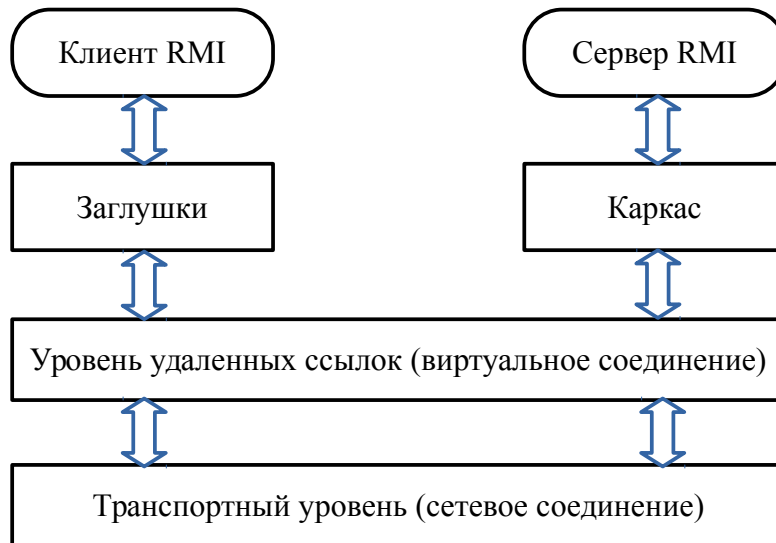 Клиент RMI
Сервер RMI
Заглушки
Каркас
Уровень удаленных ссылок (виртуальное соединение)
Транспортный уровень (сетевое соединение)